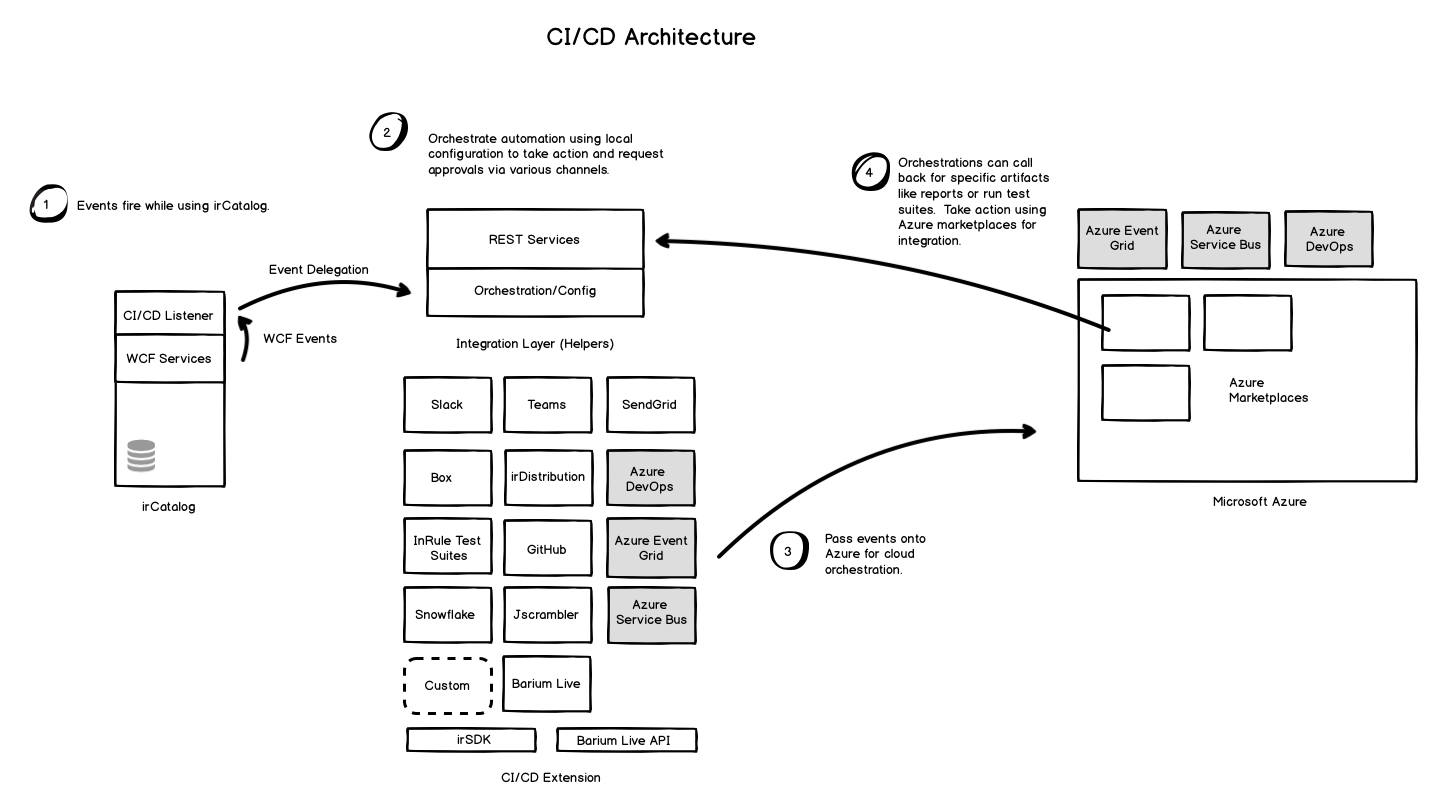 CI/CD Architecture
1
Events fire while using irCatalog.
2
Orchestrate automation using local
configuration to take action and request
approvals via various channels.
4
Orchestrations can call
back for specific artifacts
like reports or run test
suites. Take action using
Azure marketplaces for
integration.
Event Delegation
CI/CD Listener
WCF Services
WCF Events
irCatalog
REST Services
Orchestration/Config
Integration Layer (Helpers)
Slack
Teams
SendGrid
Box
irDistribution
Azure
DevOps
InRule Test
Suites
GitHub
Azure Event
Grid
Snowflake
Jscrambler
Azure
Service Bus
Custom
Barium Live
irSDK
Barium Live API
CI/CD Extension
3
Pass events onto
Azure for cloud
orchestration.
Azure Event
Grid
Azure
Service Bus
Azure
DevOps
Azure
Marketplaces
Microsoft Azure